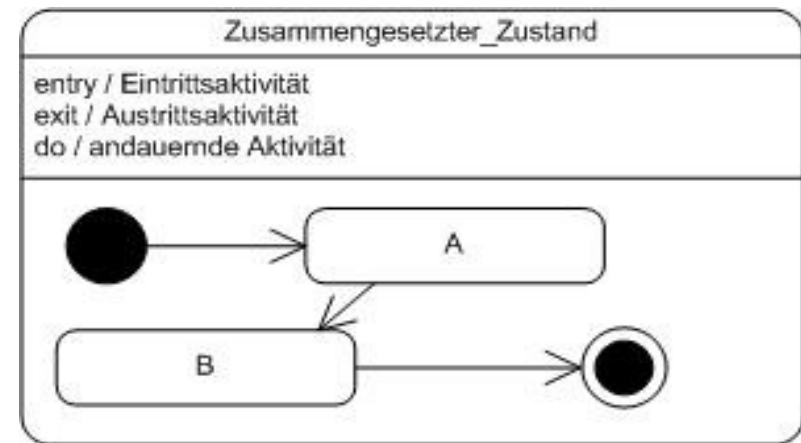 Zusammengesetzter_Zustand
entry / Eintrittsaktivität
exit / Austrittsaktivität
do / andauernde Aktivität
A
B